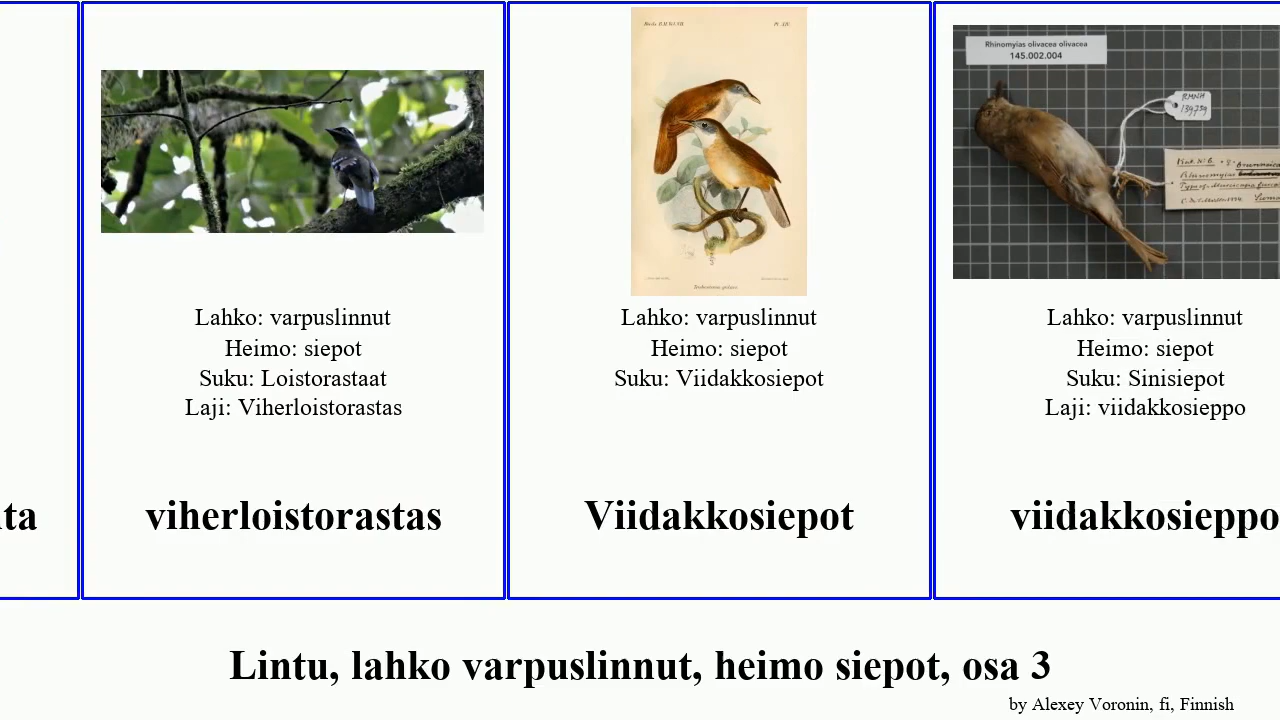 Rhinomyias olivacea olivacea
145.002.004
RMNH
Lahko: varpuslinnut
Heimo: siepot
Suku: Loistorastaat
Laji: Viherloistorastas
Lahko: varpuslinnut
Heimo: siepot
Suku: Viidakkosiepot
Lahko: varpuslinnut
Heimo: siepot
Suku: Sinisiepot
Laji: viidakkosieppo
ta
viherloistorastas
Viidakkosiepot
viidakkosieppo
Lintu, lahko varpuslinnut, heimo siepot, osa 3
by Alexey Voronin, fi, Finnish